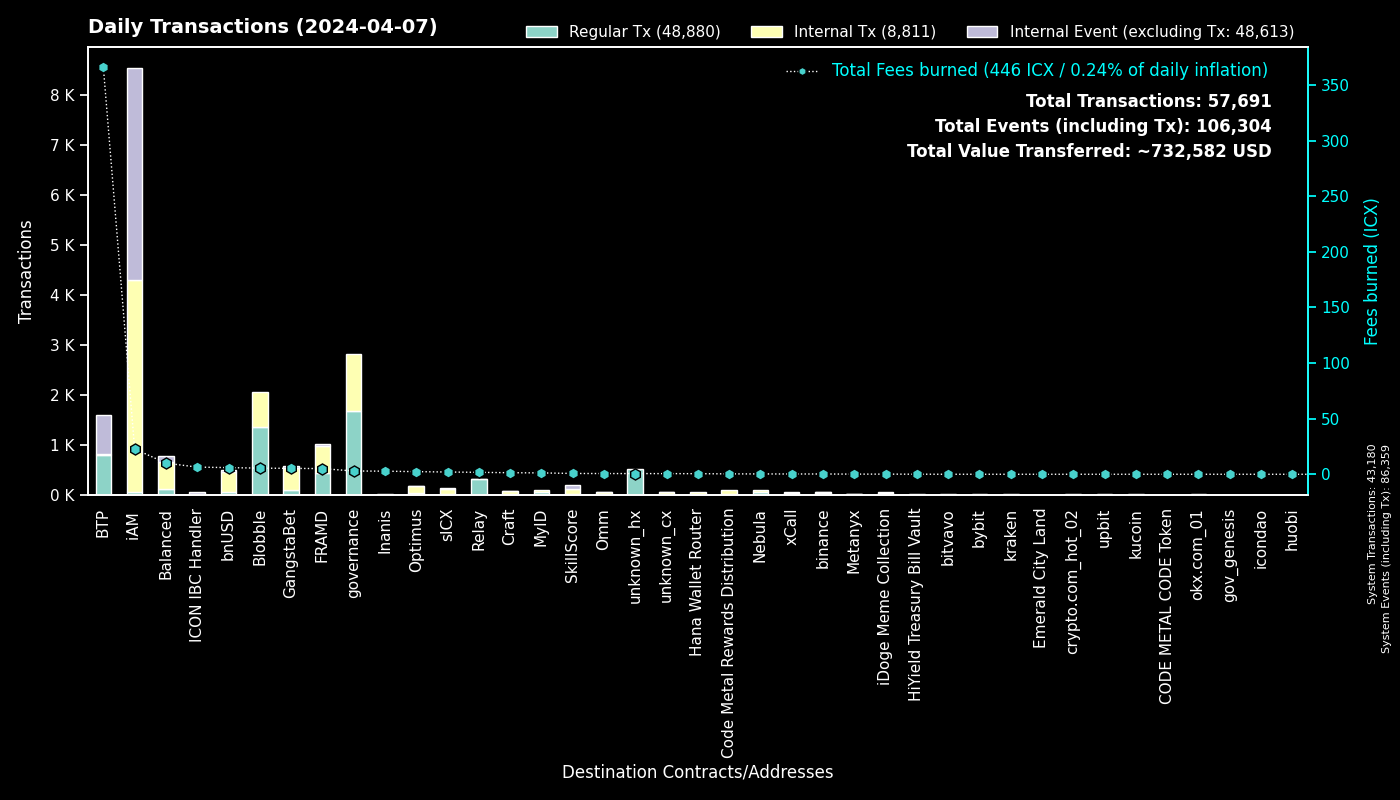 Daily Transactions (2024-04-07)
Regular Tx (48,880)
Internal Tx (8,811)
Internal Event (excluding Tx: 48,613)
Total Fees burned (446 ICX / 0.24% of daily inflation)
Total Transactions: 57,691
Total Events (including Tx): 106,304
Total Value Transferred: ~732,582 USD
Transactions
8 K
7 K
6 K
5 K
4 K
3 K
2 K
1 K
0 K
350
300
250
200
150
100
50
0
Fees burned (ICX)
System Transactions: 43,180
System Events (including Tx): 86,359
BTP
iAM
Balanced
ICON IBC Handler
bnUSD
Blobble
GangstaBet
FRAMD
governance
Inanis
Optimus
sICX
Relay
Craft
MyID
SkillScore
Omm
unknown_hx
unknown_cx
Hana Wallet Router
Code Metal Rewards Distribution
Nebula
xCall
binance
Metanyx
iDoge Meme Collection
HiYield Treasury Bill Vault
bitvavo
bybit
kraken
Emerald City Land
crypto.com_hot_02
upbit
kucoin
CODE METAL CODE Token
okx.com_01
gov_genesis
icondao
huobi
Destination Contracts/Addresses